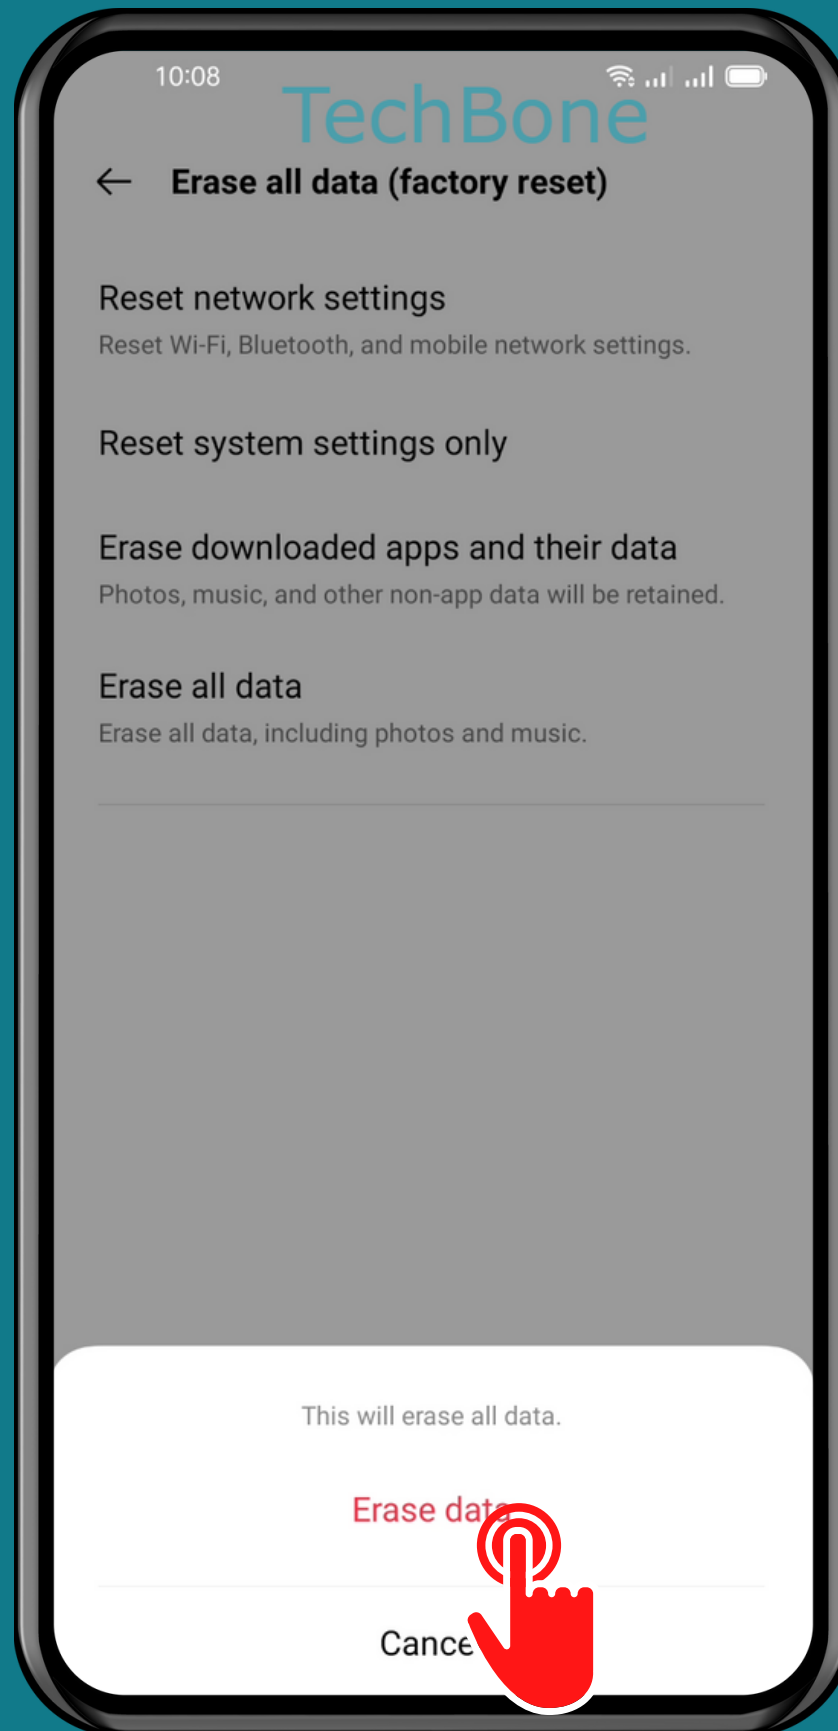 10:08
TechBone
Erase all data (factory reset)
Reset network settings
Reset Wi-Fi, Bluetooth, and mobile network settings.
Reset system settings only
Erase downloaded apps and their data
Photos, music, and other non-app data will be retained.
Erase all data
Erase all data, including photos and music.
This will erase all data.
Erase data
Cancel